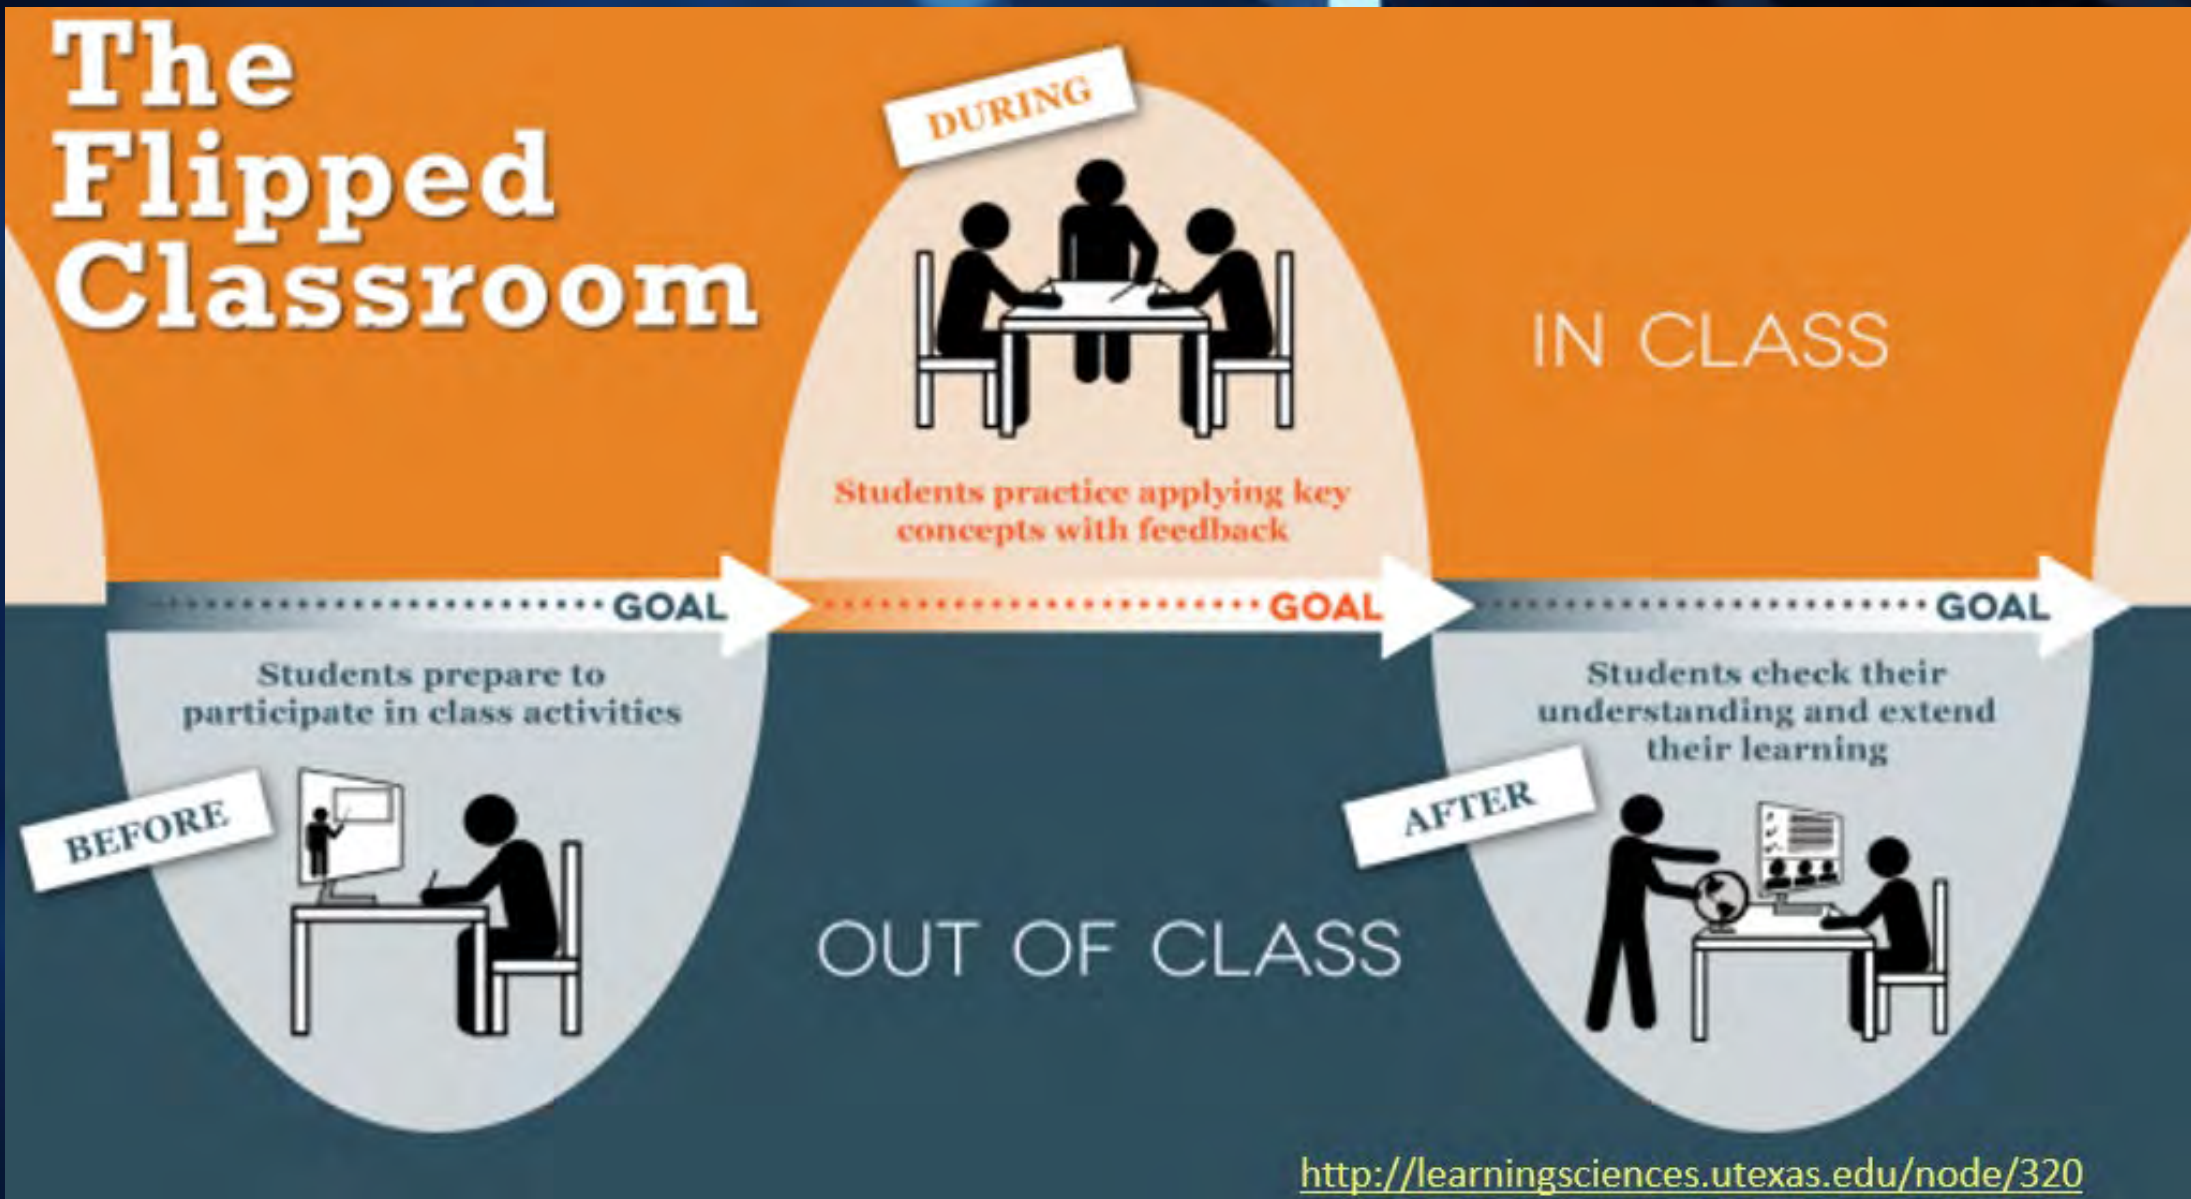 The
Flipped
Classroom
DURING
IN CLASS
Students practice applying key
concepts with feedback
GOAL
GOAL
GOAL
Students prepare to
participate in class activities
BEFORE
Students check their
understanding and extend
their learning
AFTER
OUT OF CLASS
http://learningsciences.utexas.edu/node/320